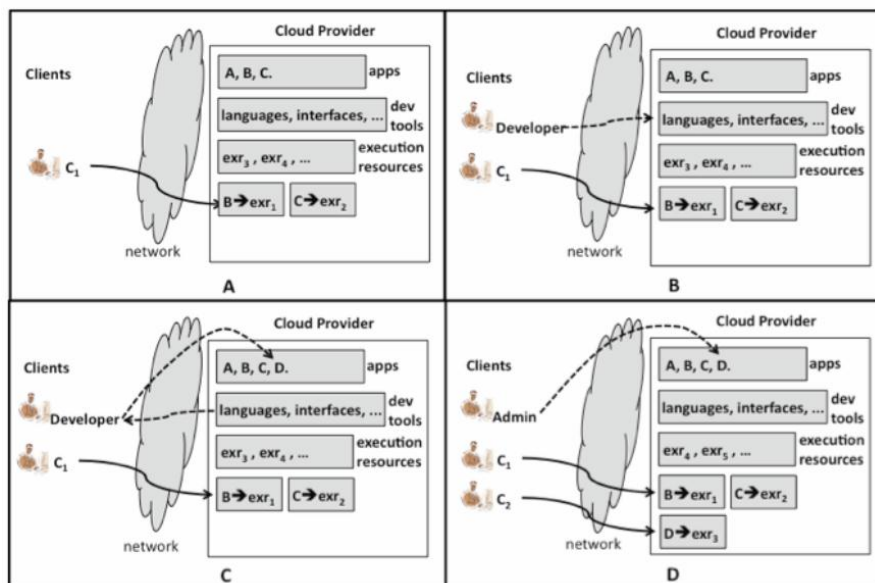 Cloud Provider
Clients
A, B, C. apps
languages, interfaces, ... dev tools
exr3 , exr4 , ... execution resources
C1
B➔exr1 C➔exr2
network
A
Cloud Provider
Clients
A, B, C. apps
Developer
languages, interfaces, ... dev tools
exr3 , exr4 , ... execution resources
C1
B➔exr1 C➔exr2
network
B
Cloud Provider
Clients
A, B, C, D. apps
Developer
languages, interfaces, ... dev tools
exr3 , exr4 , ... execution resources
C1
B➔exr1 C➔exr2
network
C
Cloud Provider
Clients
A, B, C, D. apps
Admin
languages, interfaces, ... dev tools
exr4 , exr5 , ... execution resources
C1
B➔exr1 C➔exr2
C2
D➔exr3
network
D